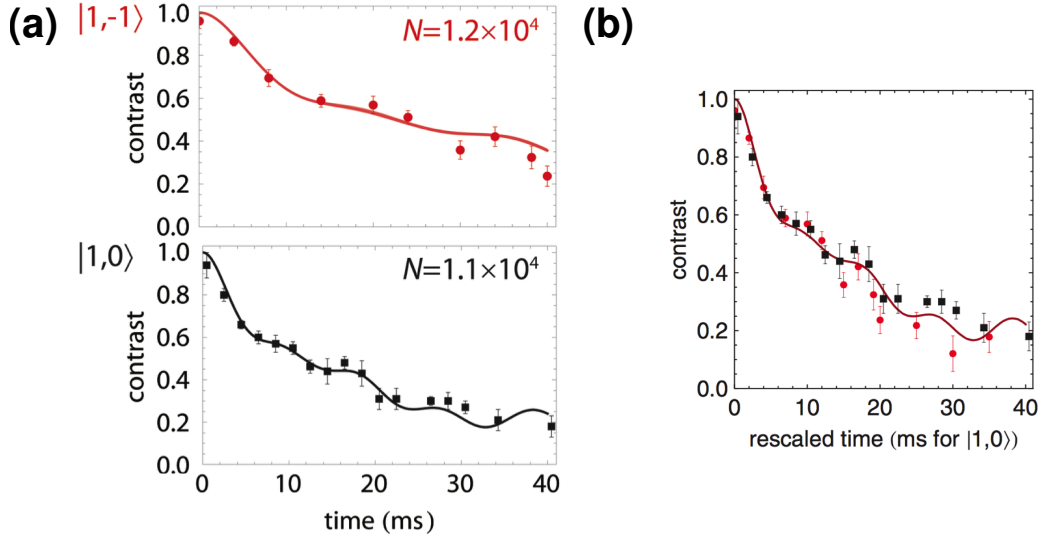 (a)
|1,-1⟩
N=1.2×10⁴
1.0
0.8
0.6
0.4
0.2
0.0
contrast
|1,0⟩
N=1.1×10⁴
1.0
0.8
0.6
0.4
0.2
0.0
contrast
0 10 20 30 40
time (ms)
(b)
1.0
0.8
0.6
0.4
0.2
0.0
contrast
0 10 20 30 40
rescaled time (ms for |1,0⟩)